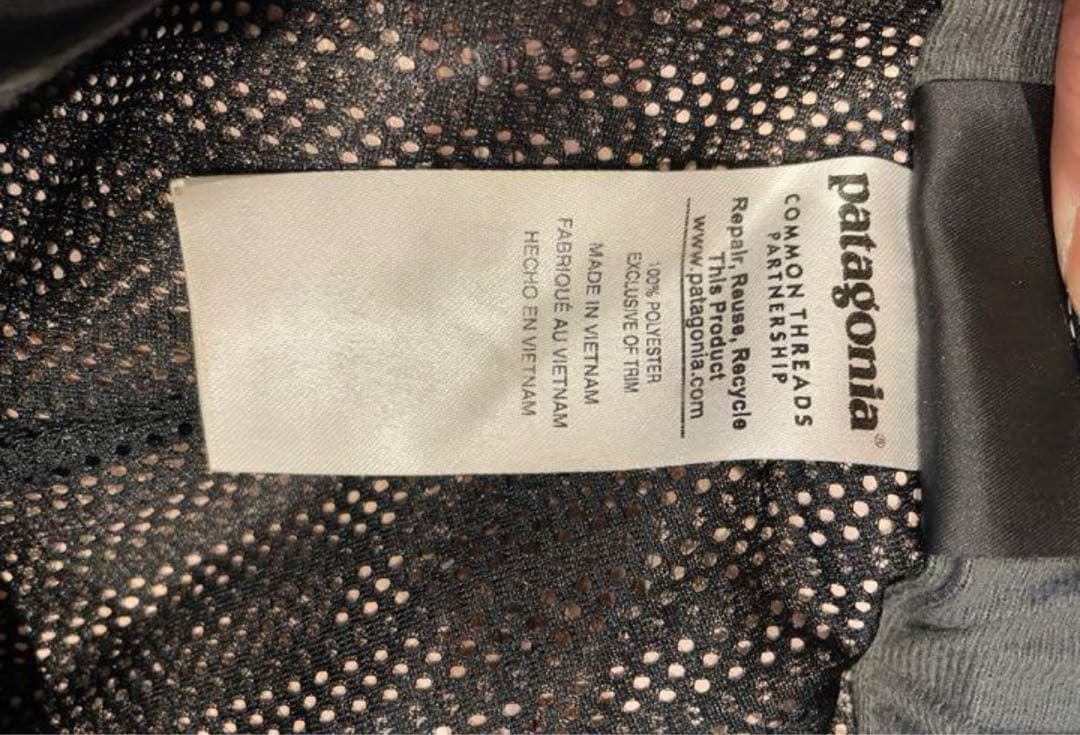 patagonia®
COMMON THREADS
PARTNERSHIP
Repair, Reuse, Recycle
This Product
www.patagonia.com
100% POLYESTER
EXCLUSIVE OF TRIM
MADE IN VIETNAM
FABRIQUÉ AU VIETNAM
HECHO EN VIETNAM